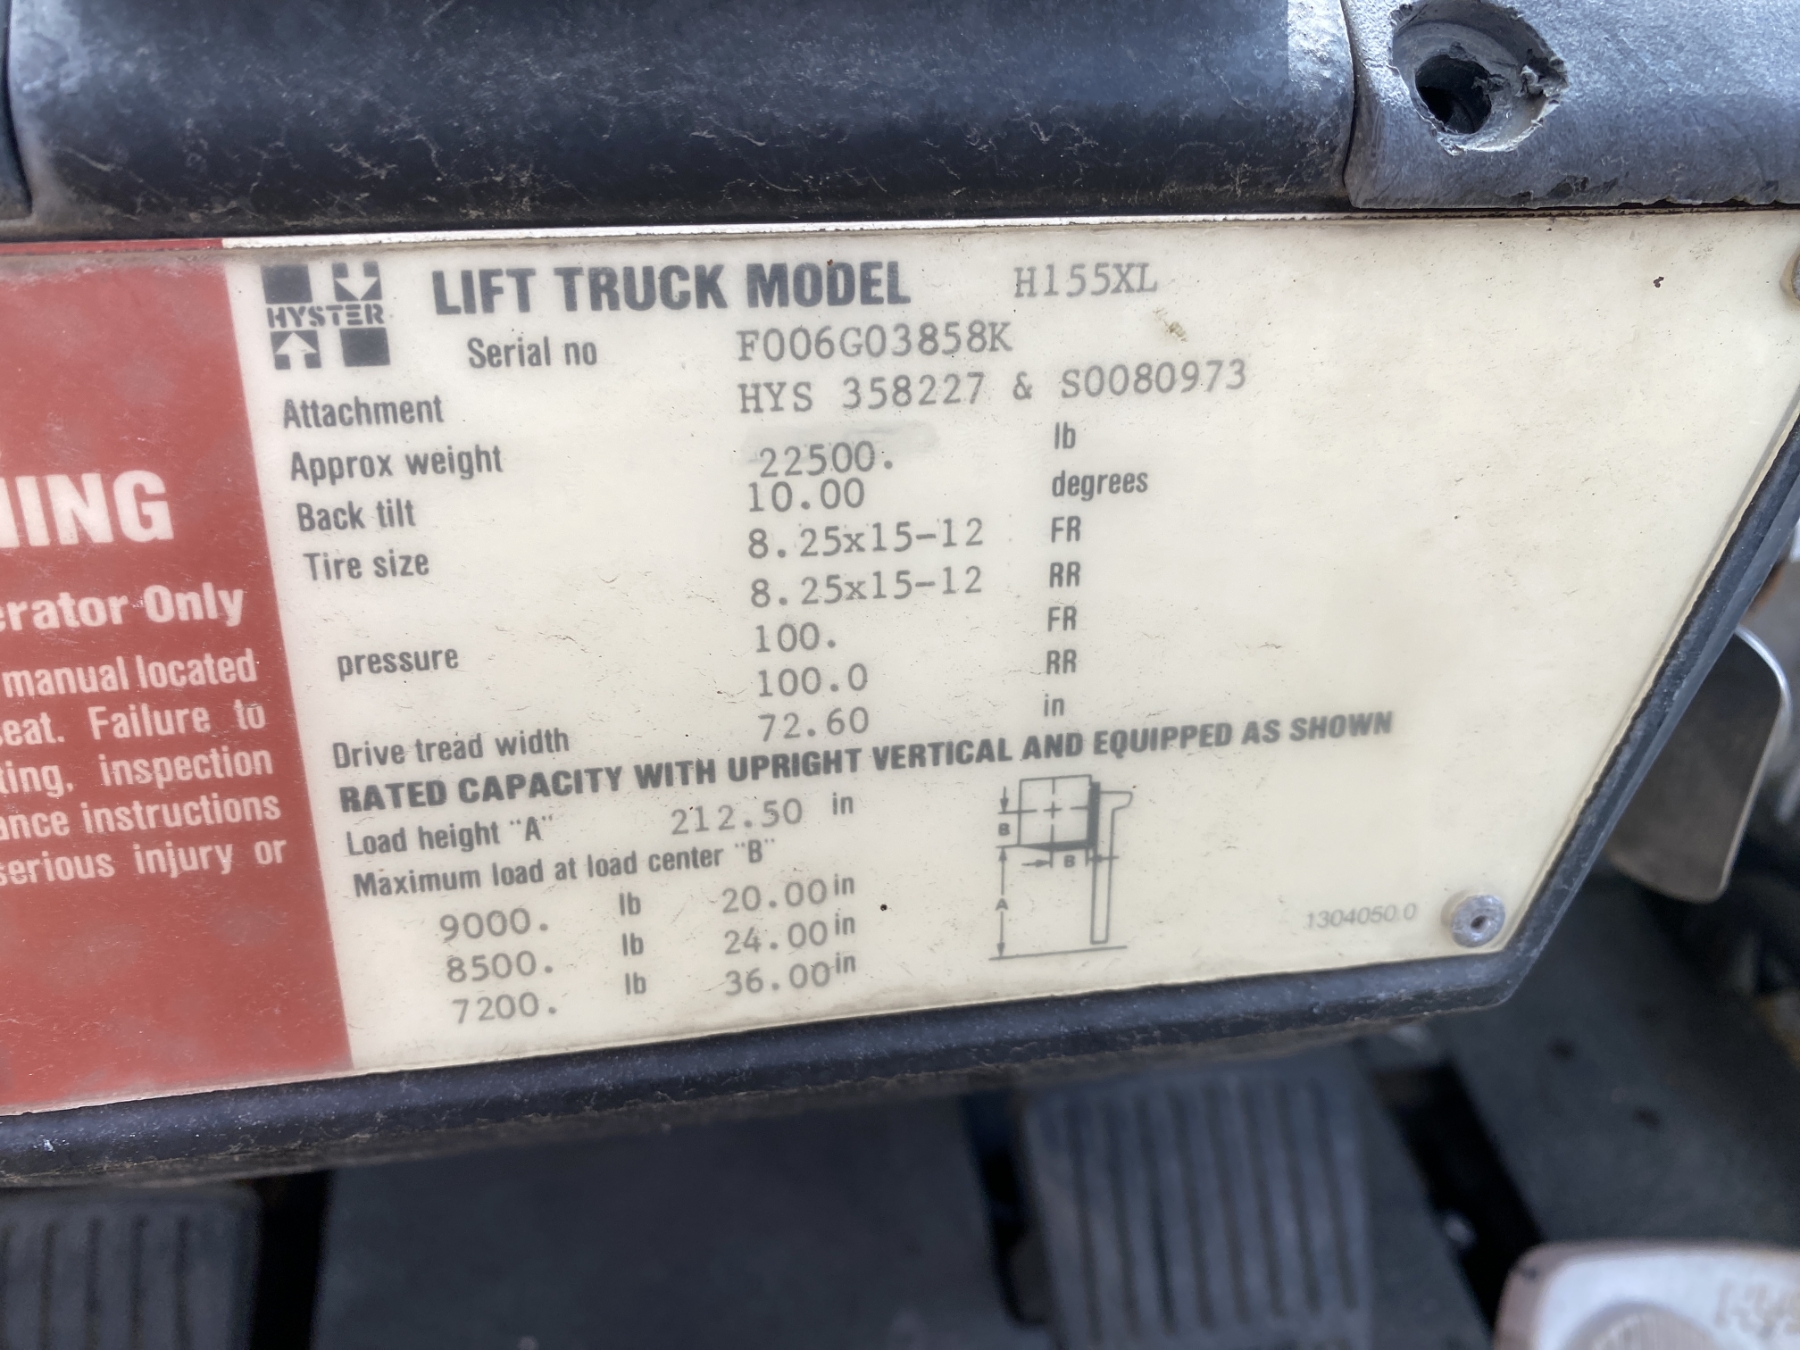 HYSTER
LIFT TRUCK MODEL H155XL
Serial no F006G03858K
Attachment HYS 358227 & S0080973
Approx weight 22500. lb
Back tilt 10.00 degrees
Tire size 8.25x15-12 FR
8.25x15-12 RR
pressure 100. FR
100.0 RR
Drive tread width 72.60 in
RATED CAPACITY WITH UPRIGHT VERTICAL AND EQUIPPED AS SHOWN
Load height "A" 212.50 in
Maximum load at load center "B"
9000. lb 20.00 in
8500. lb 24.00 in
7200. lb 36.00 in
B
B
A
1304050.0
NING
erator Only
manual located
seat. Failure to
ting, inspection
ance instructions
serious injury or